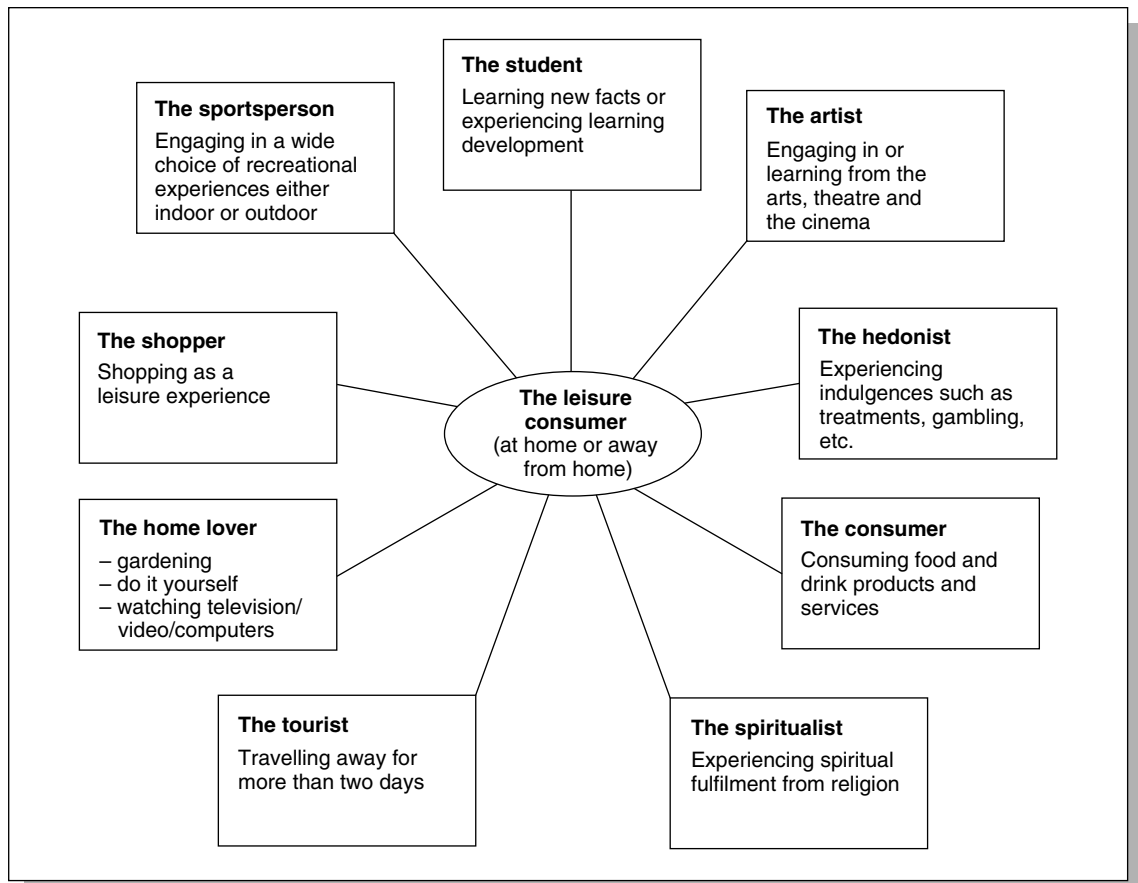 The student
Learning new facts or
experiencing learning
development
The sportsperson
Engaging in a wide
choice of recreational
experiences either
indoor or outdoor
The artist
Engaging in or
learning from the
arts, theatre and
the cinema
The shopper
Shopping as a
leisure experience
The hedonist
Experiencing
indulgences such as
treatments, gambling,
etc.
The leisure
consumer
(at home or away
from home)
The home lover
– gardening
– do it yourself
– watching television/
video/computers
The consumer
Consuming food and
drink products and
services
The tourist
Travelling away for
more than two days
The spiritualist
Experiencing spiritual
fulfilment from religion